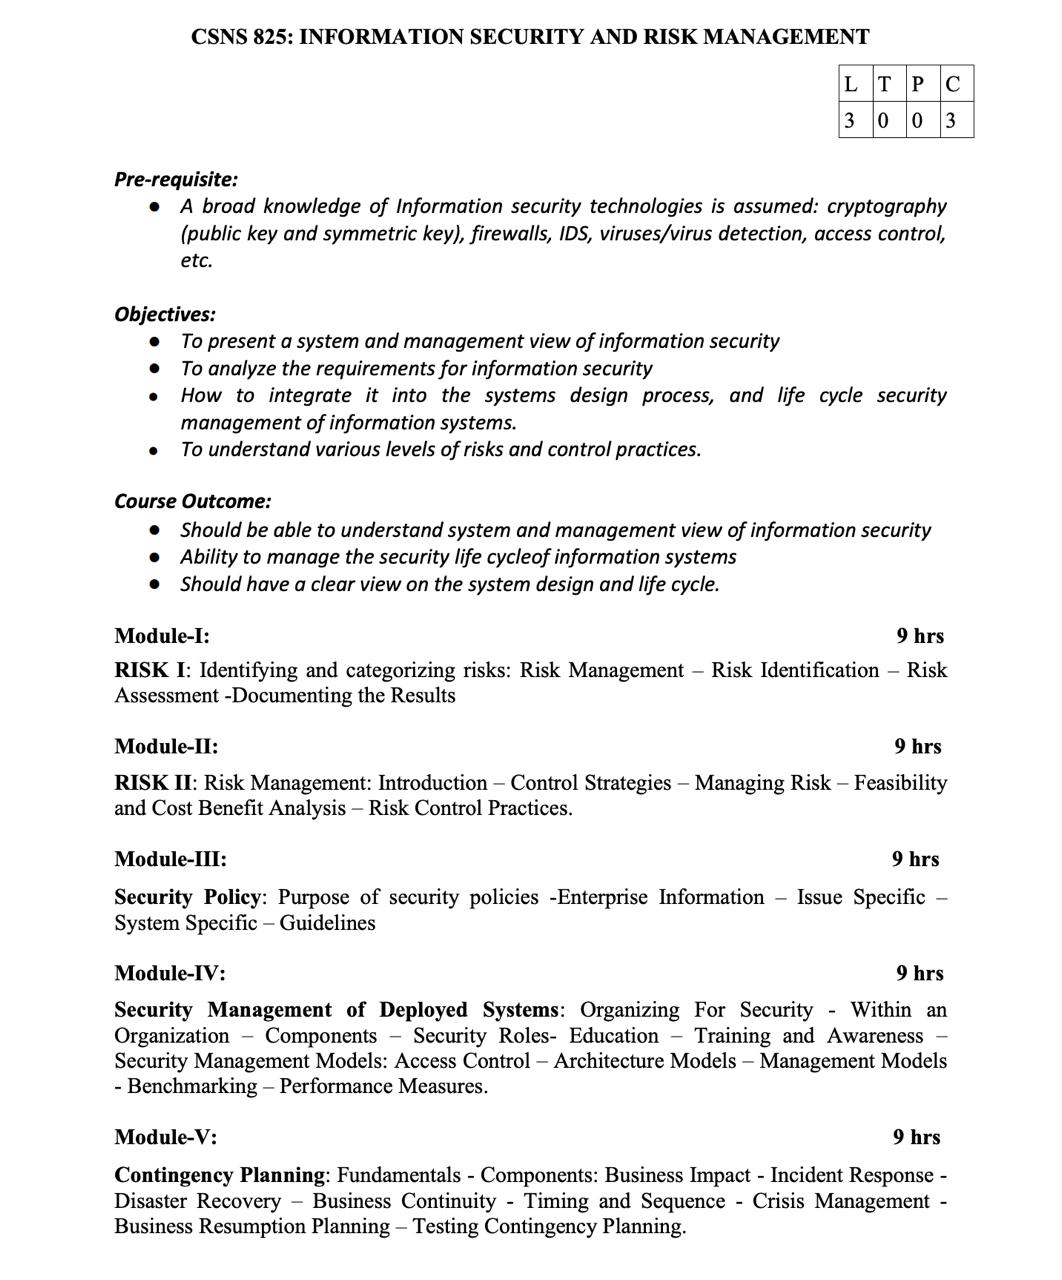 CSNS 825: INFORMATION SECURITY AND RISK MANAGEMENT
L T P C
3 0 0 3
Pre-requisite:
● A broad knowledge of Information security technologies is assumed: cryptography
(public key and symmetric key), firewalls, IDS, viruses/virus detection, access control,
etc.
Objectives:
● To present a system and management view of information security
● To analyze the requirements for information security
● How to integrate it into the systems design process, and life cycle security
management of information systems.
● To understand various levels of risks and control practices.
Course Outcome:
● Should be able to understand system and management view of information security
● Ability to manage the security life cycleof information systems
● Should have a clear view on the system design and life cycle.
Module-I: 9 hrs
RISK I: Identifying and categorizing risks: Risk Management – Risk Identification – Risk
Assessment -Documenting the Results
Module-II: 9 hrs
RISK II: Risk Management: Introduction – Control Strategies – Managing Risk – Feasibility
and Cost Benefit Analysis – Risk Control Practices.
Module-III: 9 hrs
Security Policy: Purpose of security policies -Enterprise Information – Issue Specific –
System Specific – Guidelines
Module-IV: 9 hrs
Security Management of Deployed Systems: Organizing For Security - Within an
Organization – Components – Security Roles- Education – Training and Awareness –
Security Management Models: Access Control – Architecture Models – Management Models
- Benchmarking – Performance Measures.
Module-V: 9 hrs
Contingency Planning: Fundamentals - Components: Business Impact - Incident Response -
Disaster Recovery – Business Continuity - Timing and Sequence - Crisis Management -
Business Resumption Planning – Testing Contingency Planning.